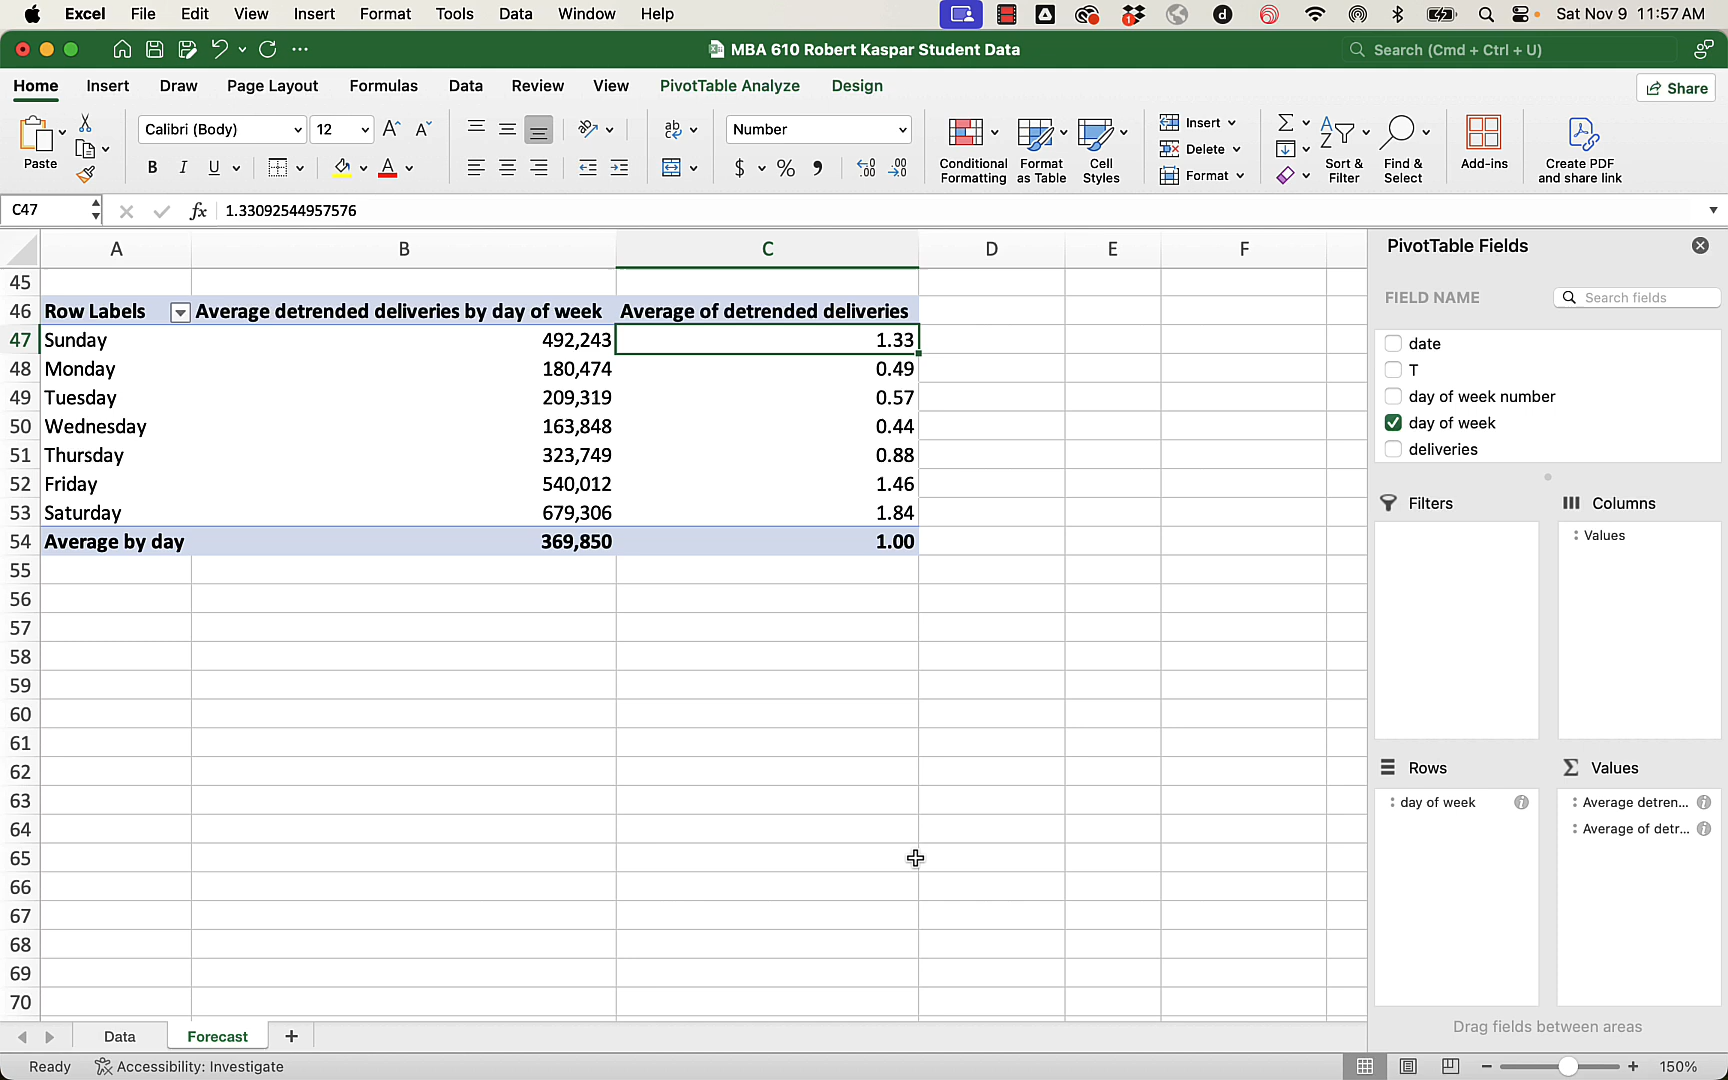 Excel File Edit View Insert Format Tools Data Window Help 1 d Sat Nov 9 11:57 AM
MBA 610 Robert Kaspar Student Data Search (Cmd + Ctrl + U)
Home Insert Draw Page Layout Formulas Data Review View PivotTable Analyze Design Share
Paste Calibri (Body) 12 A^ A˅ B I U A ab Number $ % , .0 .00 .00 .0
Conditional Formatting Format as Table Cell Styles Insert Delete Format Sort & Filter Find & Select Add-ins Create PDF and share link
C47 fx 1.33092544957576
A B C D E F
45
46 Row Labels Average detrended deliveries by day of week Average of detrended deliveries
47 Sunday 492,243 1.33
48 Monday 180,474 0.49
49 Tuesday 209,319 0.57
50 Wednesday 163,848 0.44
51 Thursday 323,749 0.88
52 Friday 540,012 1.46
53 Saturday 679,306 1.84
54 Average by day 369,850 1.00
55
56
57
58
59
60
61
62
63
64
65
66
67
68
69
70
PivotTable Fields
FIELD NAME Search fields
date
T
day of week number
day of week
deliveries
Filters Columns
Values
Rows Values
day of week Average detren...
Average of detr...
Drag fields between areas
Data Forecast +
Ready Accessibility: Investigate 150%